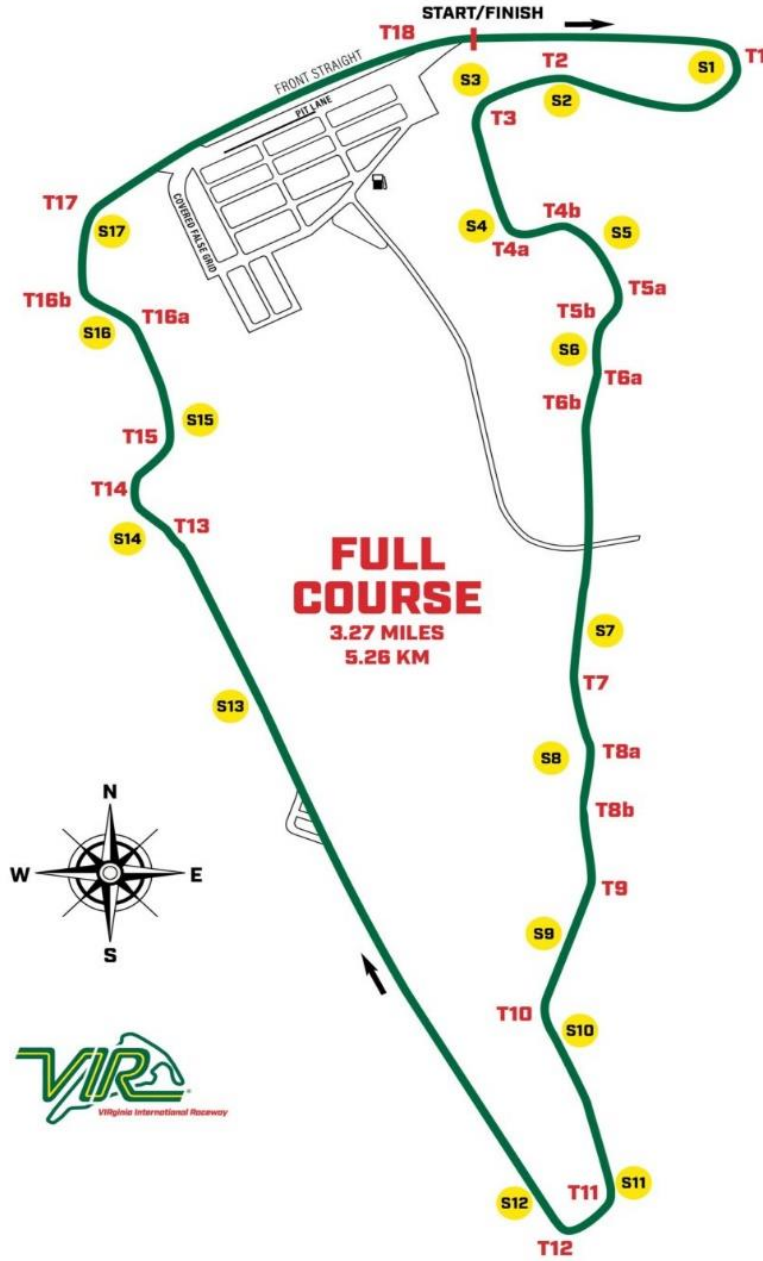 START/FINISH
T18
T1
T2
S1
S3
S2
FRONT STRAIGHT
PIT LANE
T3
T17
S17
COVERED FALSE GRID
S4
T4b
S5
T4a
T16b
T16a
S16
T5a
T5b
S6
T6a
T6b
S15
T15
T14
T13
S14
FULL
COURSE
3.27 MILES
5.26 KM
S7
T7
S13
S8
T8a
T8b
N
W
E
S
T9
S9
T10
S10
VIR
VIRginia International Raceway
T11
S11
S12
T12